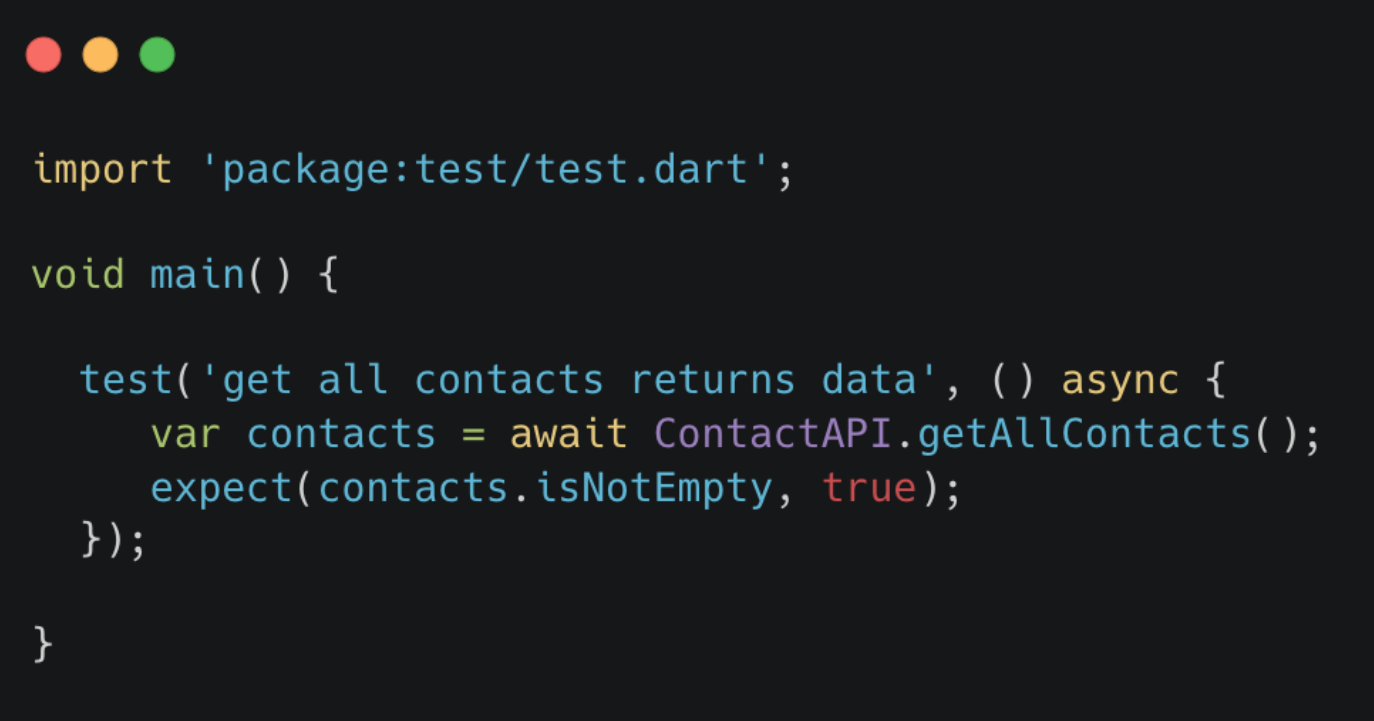 import 'package:test/test.dart';
void main() {
test('get all contacts returns data', () async {
var contacts = await ContactAPI.getAllContacts();
expect(contacts.isNotEmpty, true);
});
}